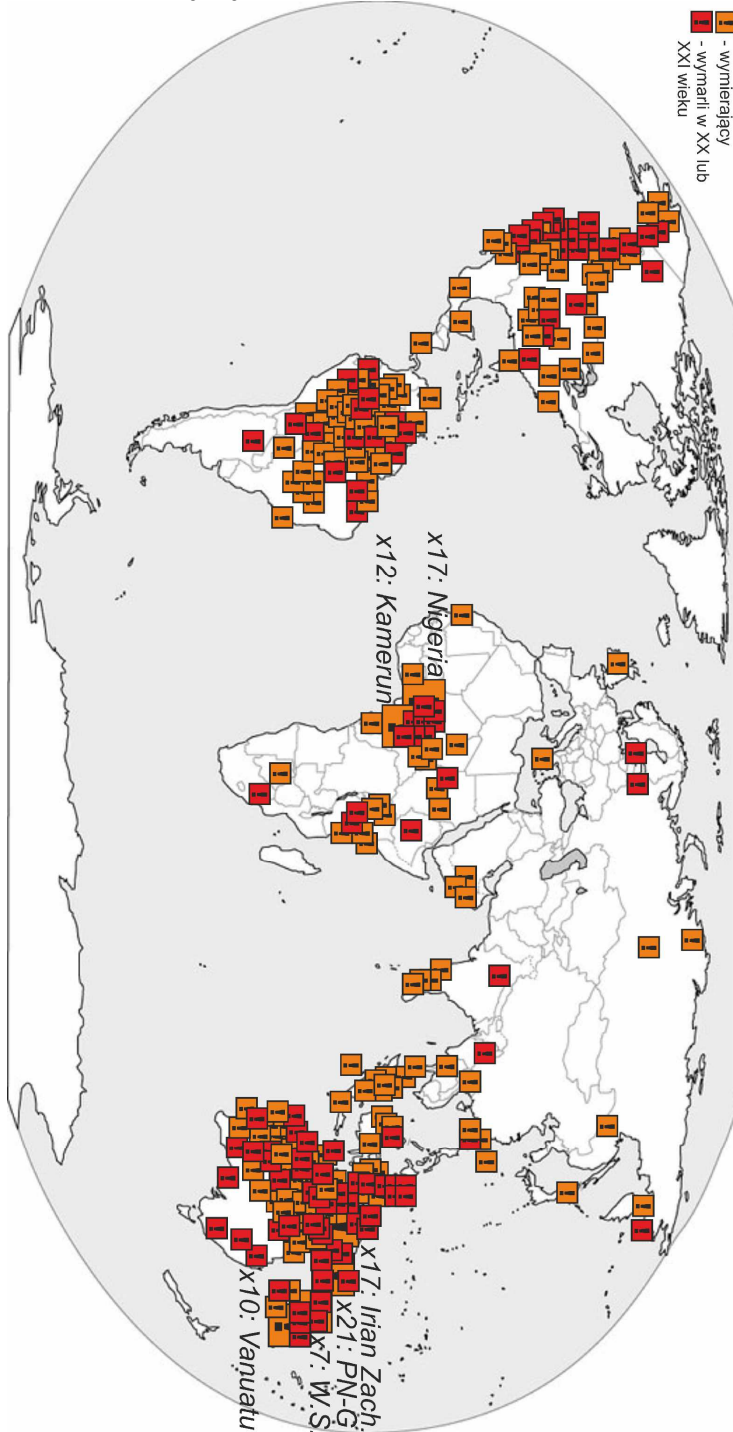 - wymierający
- wymarli w XX lub
XXI wieku
x17: Nigeria
x12: Kamerun
x17: Irian Zach.
x21: PN-G
x7: W.S.
x10: Vanuatu